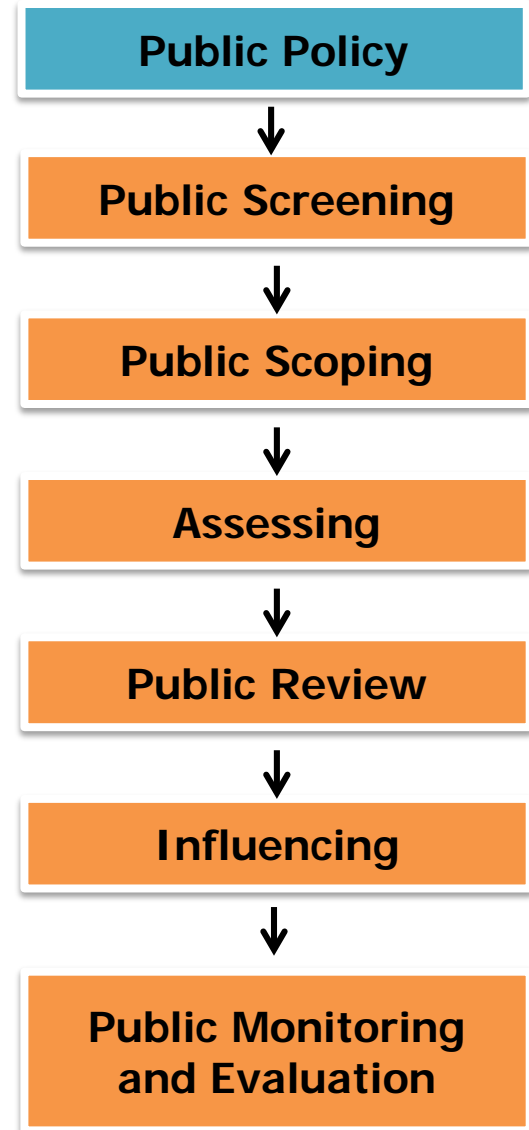 Public Policy
Public Screening
Public Scoping
Assessing
Public Review
Influencing
Public Monitoring
and Evaluation